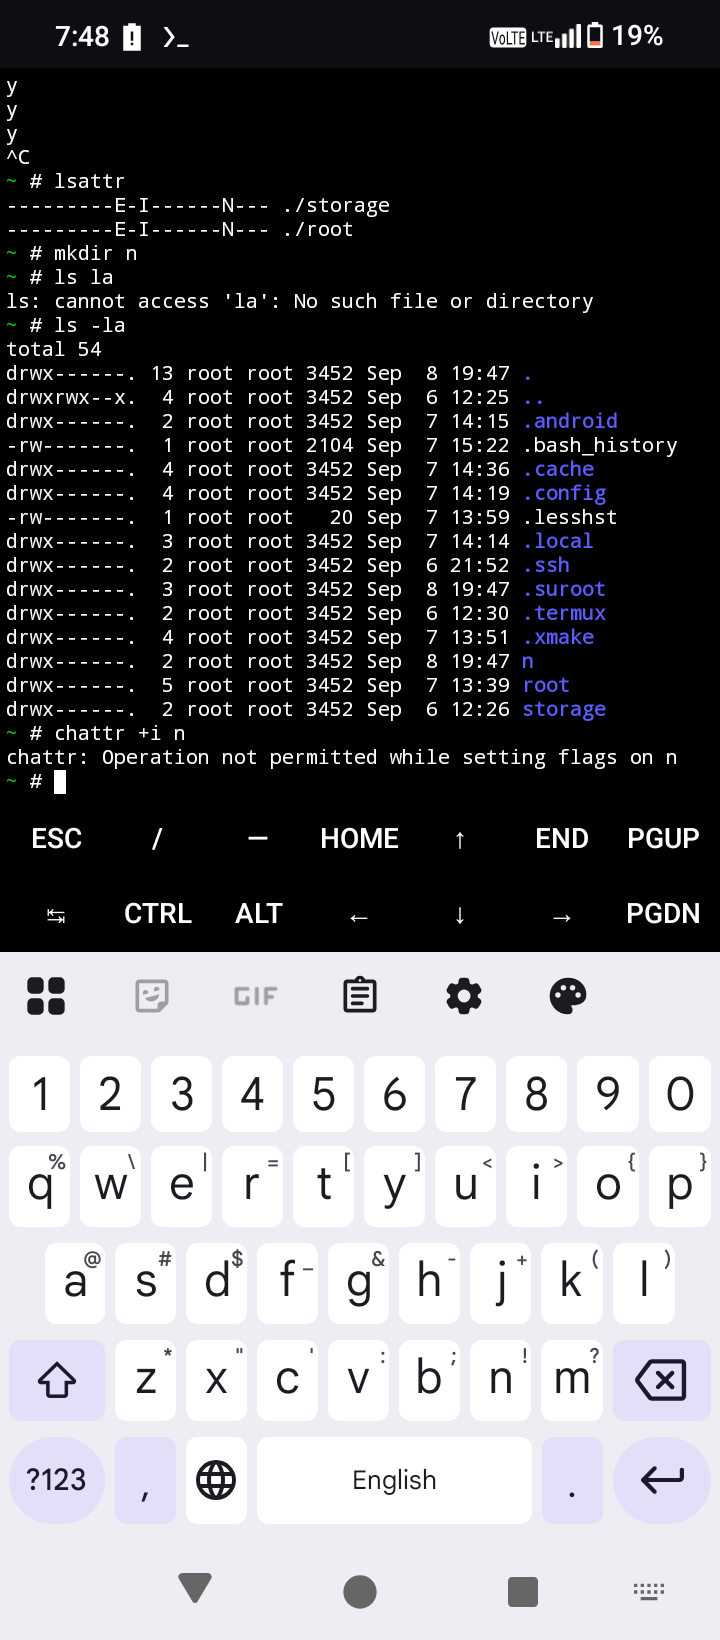 7:48 VoLTE LTE 19%
y
y
y
^C
~ # lsattr
---------E-I------N--- ./storage
---------E-I------N--- ./root
~ # mkdir n
~ # ls la
ls: cannot access 'la': No such file or directory
~ # ls -la
total 54
drwx------. 13 root root 3452 Sep  8 19:47 .
drwxrwx--x.  4 root root 3452 Sep  6 12:25 ..
drwx------.  2 root root 3452 Sep  7 14:15 .android
-rw-------.  1 root root 2104 Sep  7 15:22 .bash_history
drwx------.  4 root root 3452 Sep  7 14:36 .cache
drwx------.  4 root root 3452 Sep  7 14:19 .config
-rw-------.  1 root root   20 Sep  7 13:59 .lesshst
drwx------.  3 root root 3452 Sep  7 14:14 .local
drwx------.  2 root root 3452 Sep  6 21:52 .ssh
drwx------.  3 root root 3452 Sep  8 19:47 .suroot
drwx------.  2 root root 3452 Sep  6 12:30 .termux
drwx------.  4 root root 3452 Sep  7 13:51 .xmake
drwx------.  2 root root 3452 Sep  8 19:47 n
drwx------.  5 root root 3452 Sep  7 13:39 root
drwx------.  2 root root 3452 Sep  6 12:26 storage
~ # chattr +i n
chattr: Operation not permitted while setting flags on n
~ #
ESC / — HOME ↑ END PGUP
↹ CTRL ALT ← ↓ → PGDN
GIF
1 2 3 4 5 6 7 8 9 0
q % w \ e | r = t [ y ] u < i > o { p }
a @ s # d $ f _ g & h - j + k ( l )
z * x " c ' v : b ; n ! m ?
?123 , English .